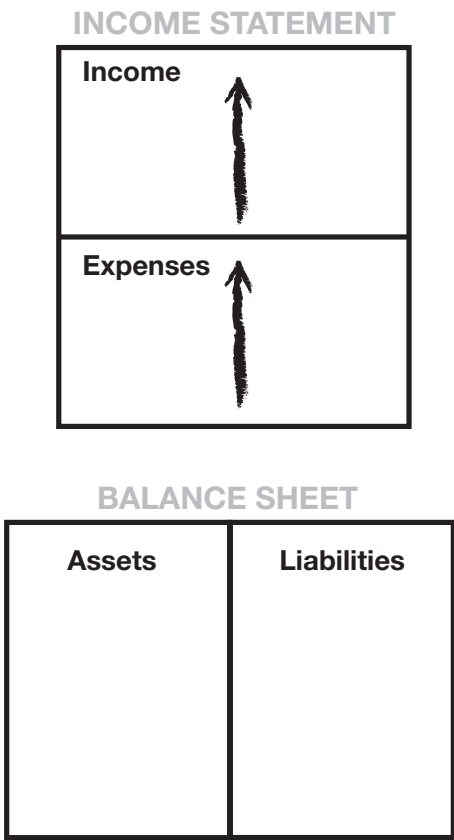 INCOME STATEMENT
Income
Expenses
BALANCE SHEET
Assets Liabilities